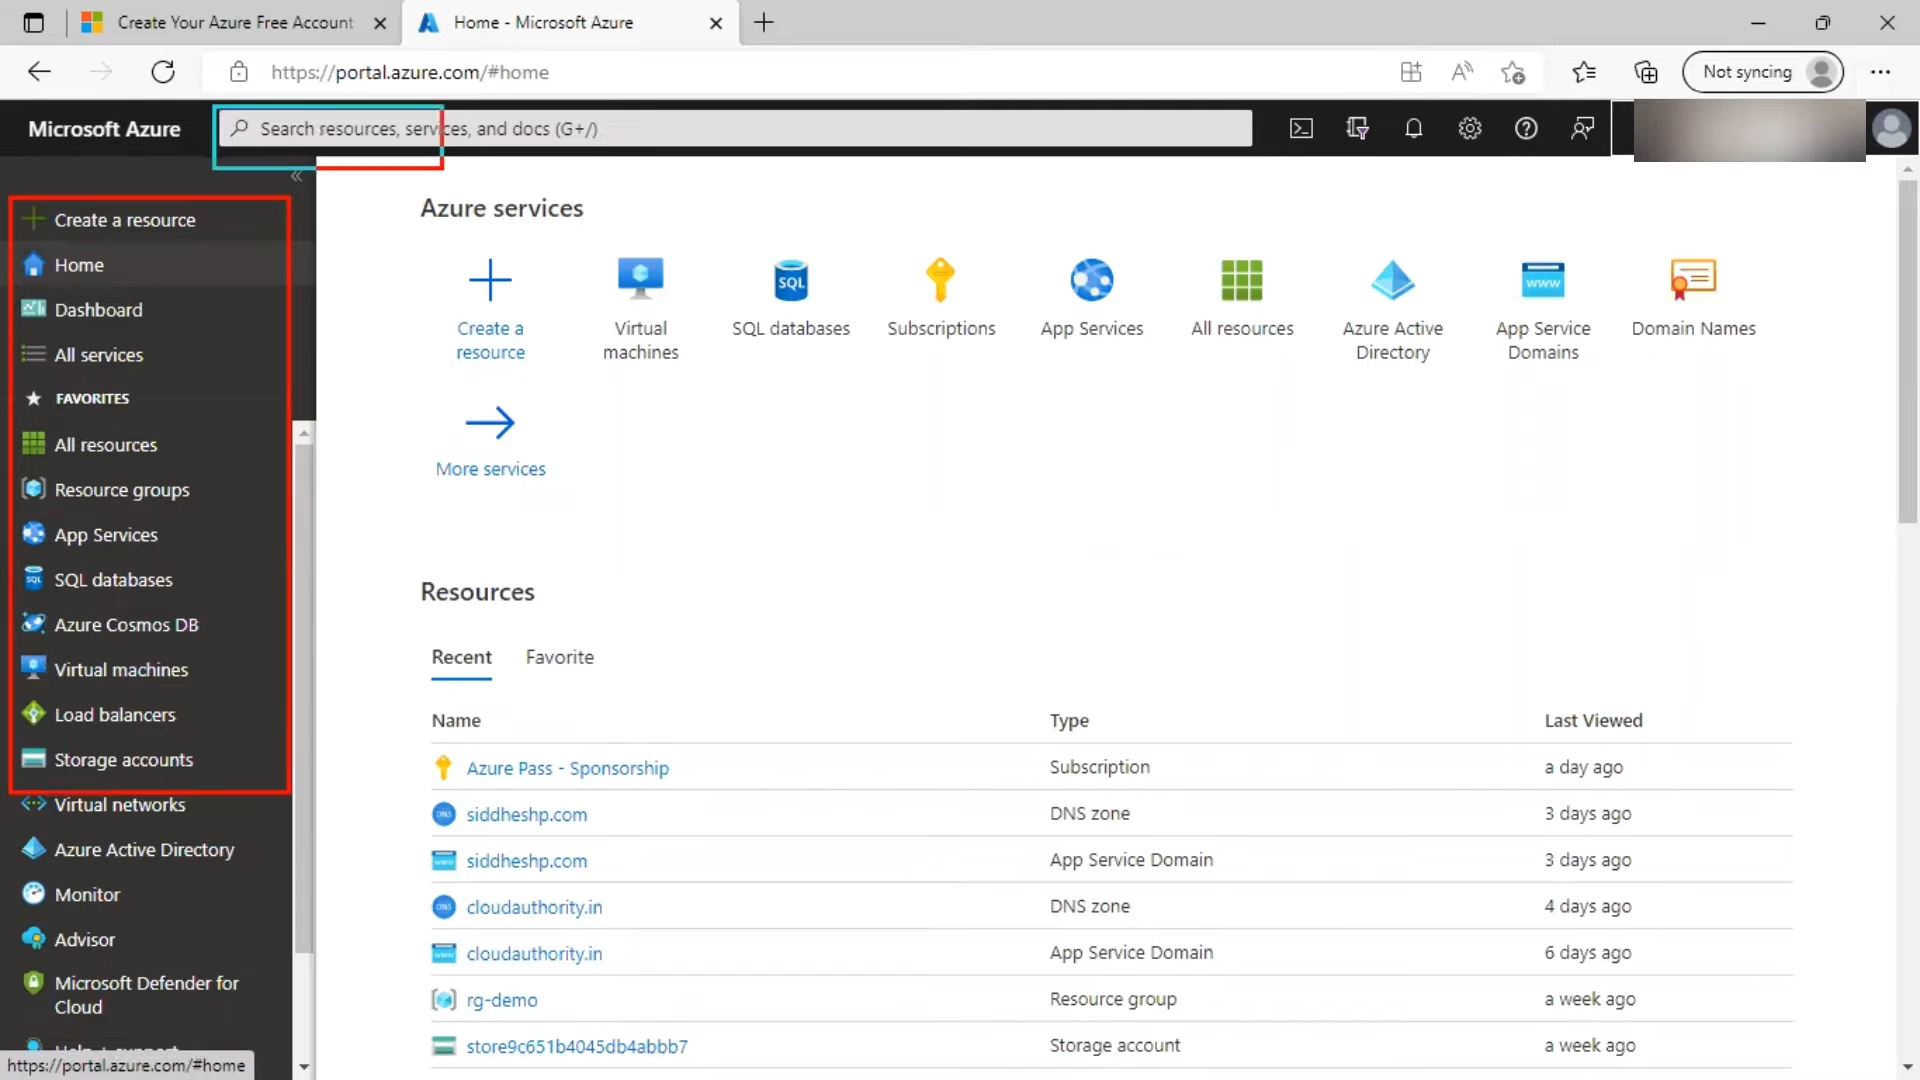 Create Your Azure Free Account
Home - Microsoft Azure
https://portal.azure.com/#home
Not syncing
Microsoft Azure
Search resources, services, and docs (G+/)
Create a resource
Home
Dashboard
All services
FAVORITES
All resources
Resource groups
App Services
SQL databases
Azure Cosmos DB
Virtual machines
Load balancers
Storage accounts
Virtual networks
Azure Active Directory
Monitor
Advisor
Microsoft Defender for
Cloud
Help + support
https://portal.azure.com/#home
Azure services
Create a
resource
Virtual
machines
SQL
SQL databases
Subscriptions
App Services
All resources
Azure Active
Directory
www
App Service
Domains
Domain Names
More services
Resources
Recent Favorite
Name Type Last Viewed
Azure Pass - Sponsorship Subscription a day ago
siddheshp.com DNS zone 3 days ago
siddheshp.com App Service Domain 3 days ago
cloudauthority.in DNS zone 4 days ago
cloudauthority.in App Service Domain 6 days ago
rg-demo Resource group a week ago
store9c651b4045db4abbb7 Storage account a week ago